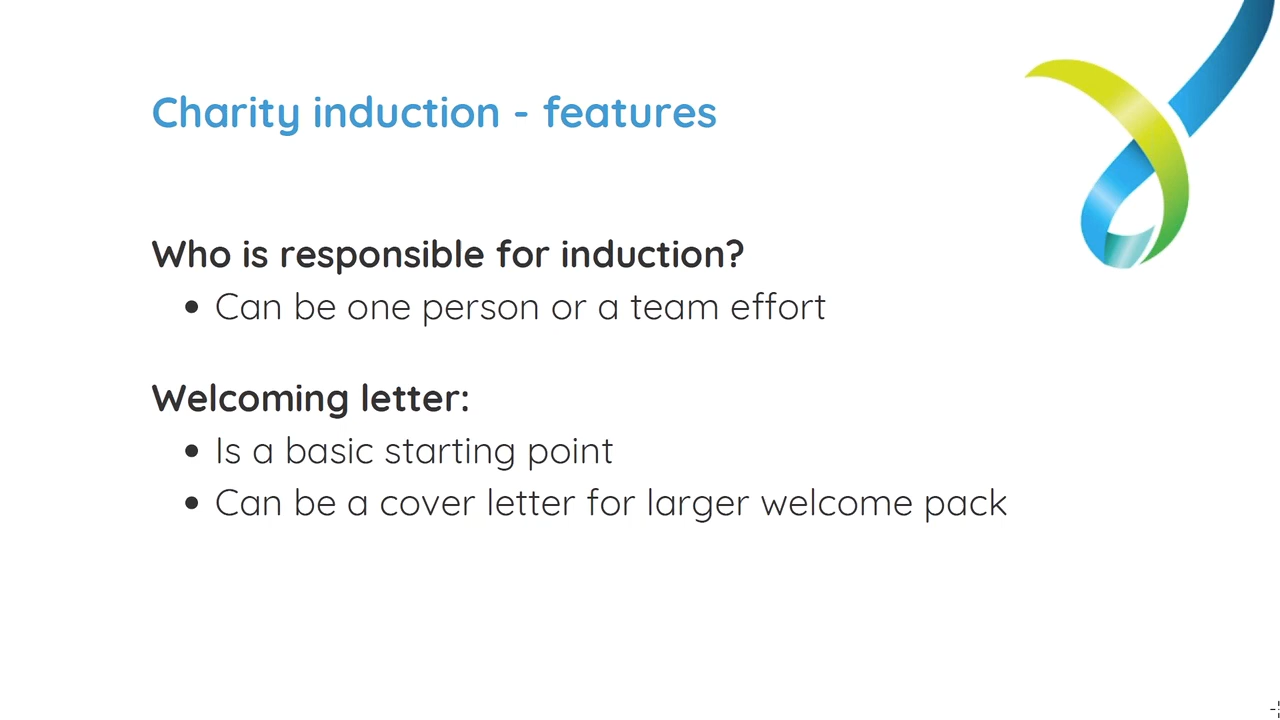 Charity induction - features
Who is responsible for induction?
• Can be one person or a team effort
Welcoming letter:
• Is a basic starting point
• Can be a cover letter for larger welcome pack